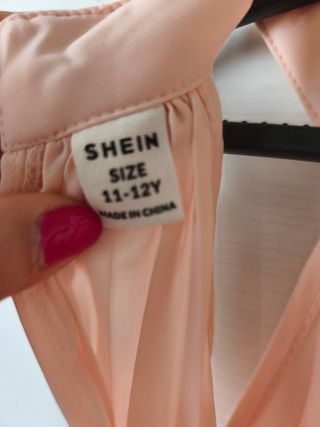 SHEIN
SIZE
11-12Y
MADE IN CHINA